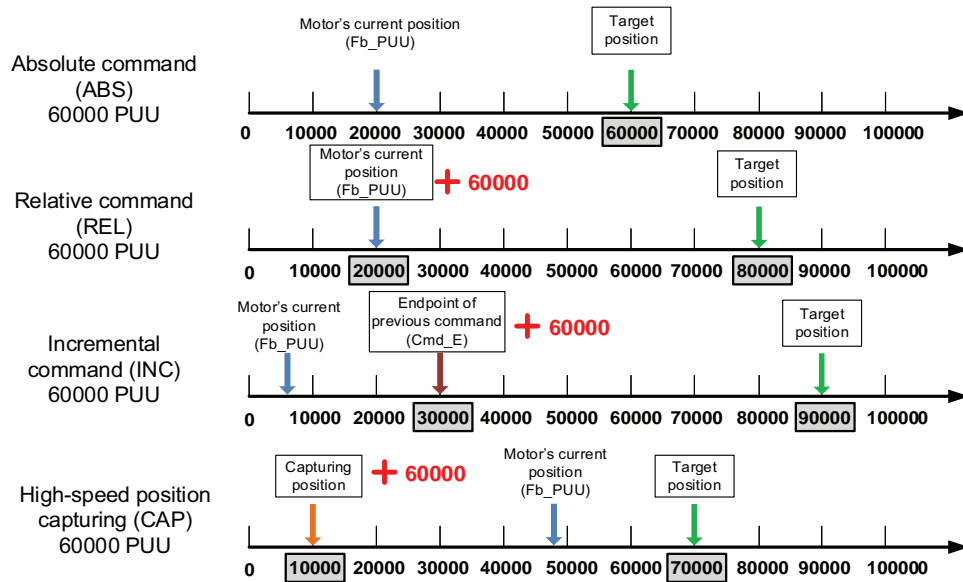 Motor's current position
(Fb_PUU)
Target
position
Absolute command
(ABS)
60000 PUU
0 10000 20000 30000 40000 50000 60000 70000 80000 90000 100000
Motor's current
position
(Fb_PUU)
+ 60000
Target
position
Relative command
(REL)
60000 PUU
0 10000 20000 30000 40000 50000 60000 70000 80000 90000 100000
Motor's current
position
(Fb_PUU)
Endpoint of
previous command
(Cmd_E)
+ 60000
Target
position
Incremental
command (INC)
60000 PUU
0 10000 20000 30000 40000 50000 60000 70000 80000 90000 100000
Capturing
position
+ 60000
Motor's current
position
(Fb_PUU)
Target
position
High-speed position
capturing (CAP)
60000 PUU
0 10000 20000 30000 40000 50000 60000 70000 80000 90000 100000